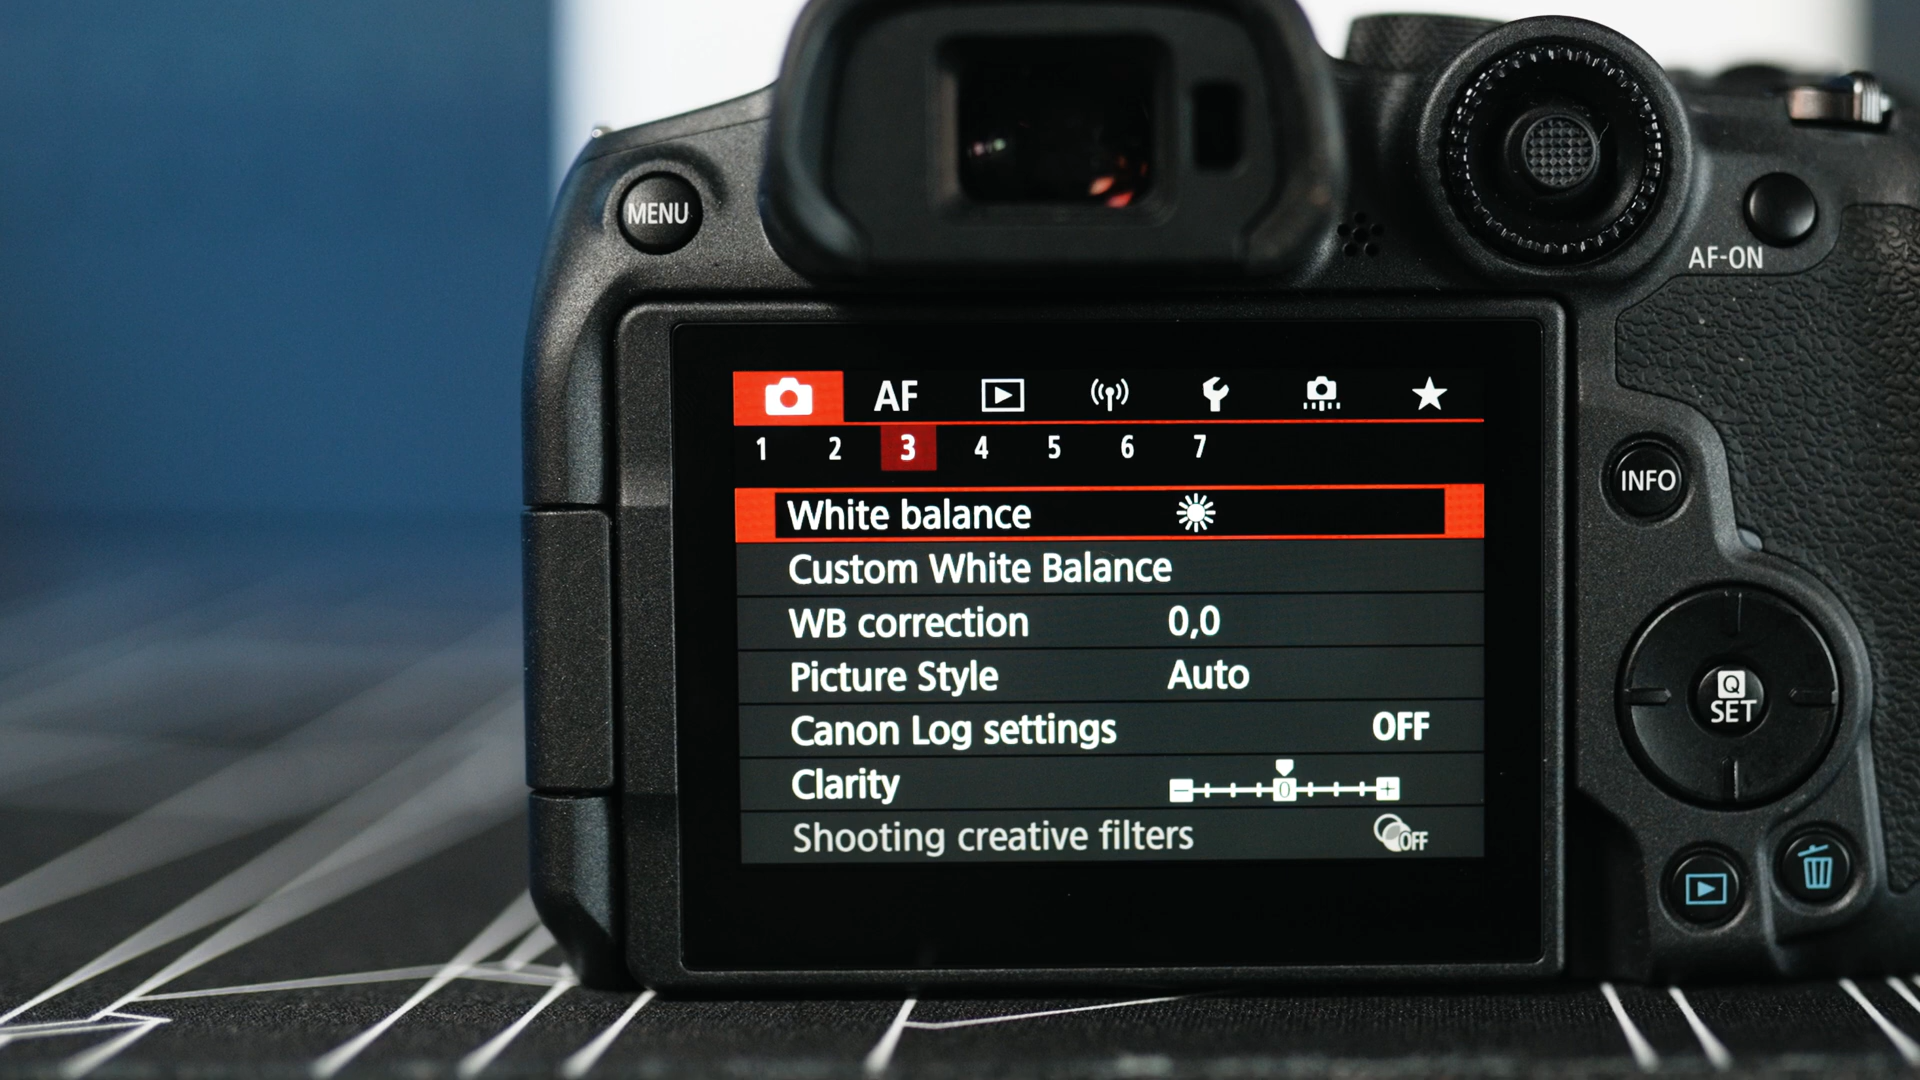 MENU
AF-ON
AF
1 2 3 4 5 6 7
White balance
INFO
Custom White Balance
WB correction 0,0
Picture Style Auto
Q
SET
Canon Log settings OFF
Clarity - 0 +
Shooting creative filters OFF